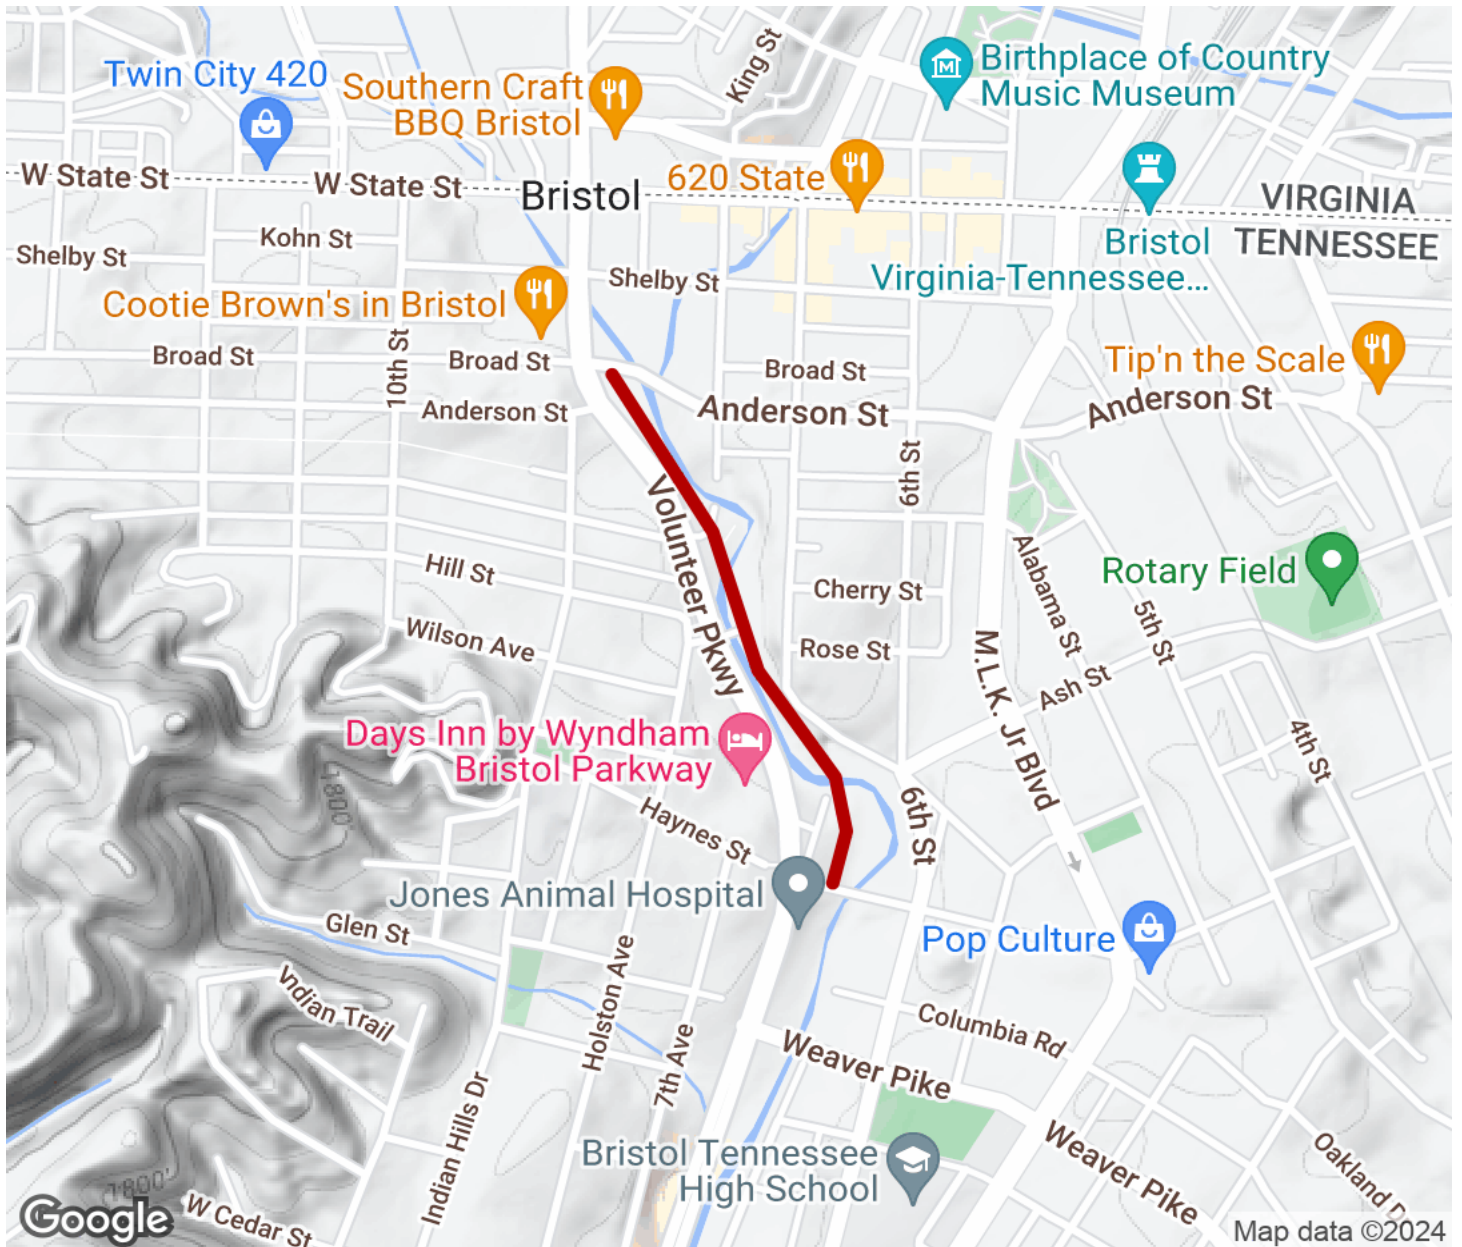 King St
Twin City 420
Southern Craft
BBQ Bristol
Birthplace of Country
Music Museum
620 State
W State St
W State St
Bristol
VIRGINIA
TENNESSEE
Kohn St
Shelby St
Shelby St
Bristol
Virginia-Tennessee...
Cootie Brown's in Bristol
10th St
Broad St
Broad St
Broad St
Tip'n the Scale
Anderson St
Anderson St
Anderson St
6th St
Volunteer Pkwy
Hill St
Cherry St
Alabama St
Rotary Field
5th St
Wilson Ave
Rose St
M.L.K. Jr Blvd
Ash St
Days Inn by Wyndham
Bristol Parkway
4th St
1800'
Haynes St
6th St
Jones Animal Hospital
Glen St
Pop Culture
Indian Trail
Holston Ave
7th Ave
Columbia Rd
Weaver Pike
Indian Hills Dr
Bristol Tennessee
High School
Weaver Pike
Oakland D
1800'
W Cedar St
Google
Map data ©2024